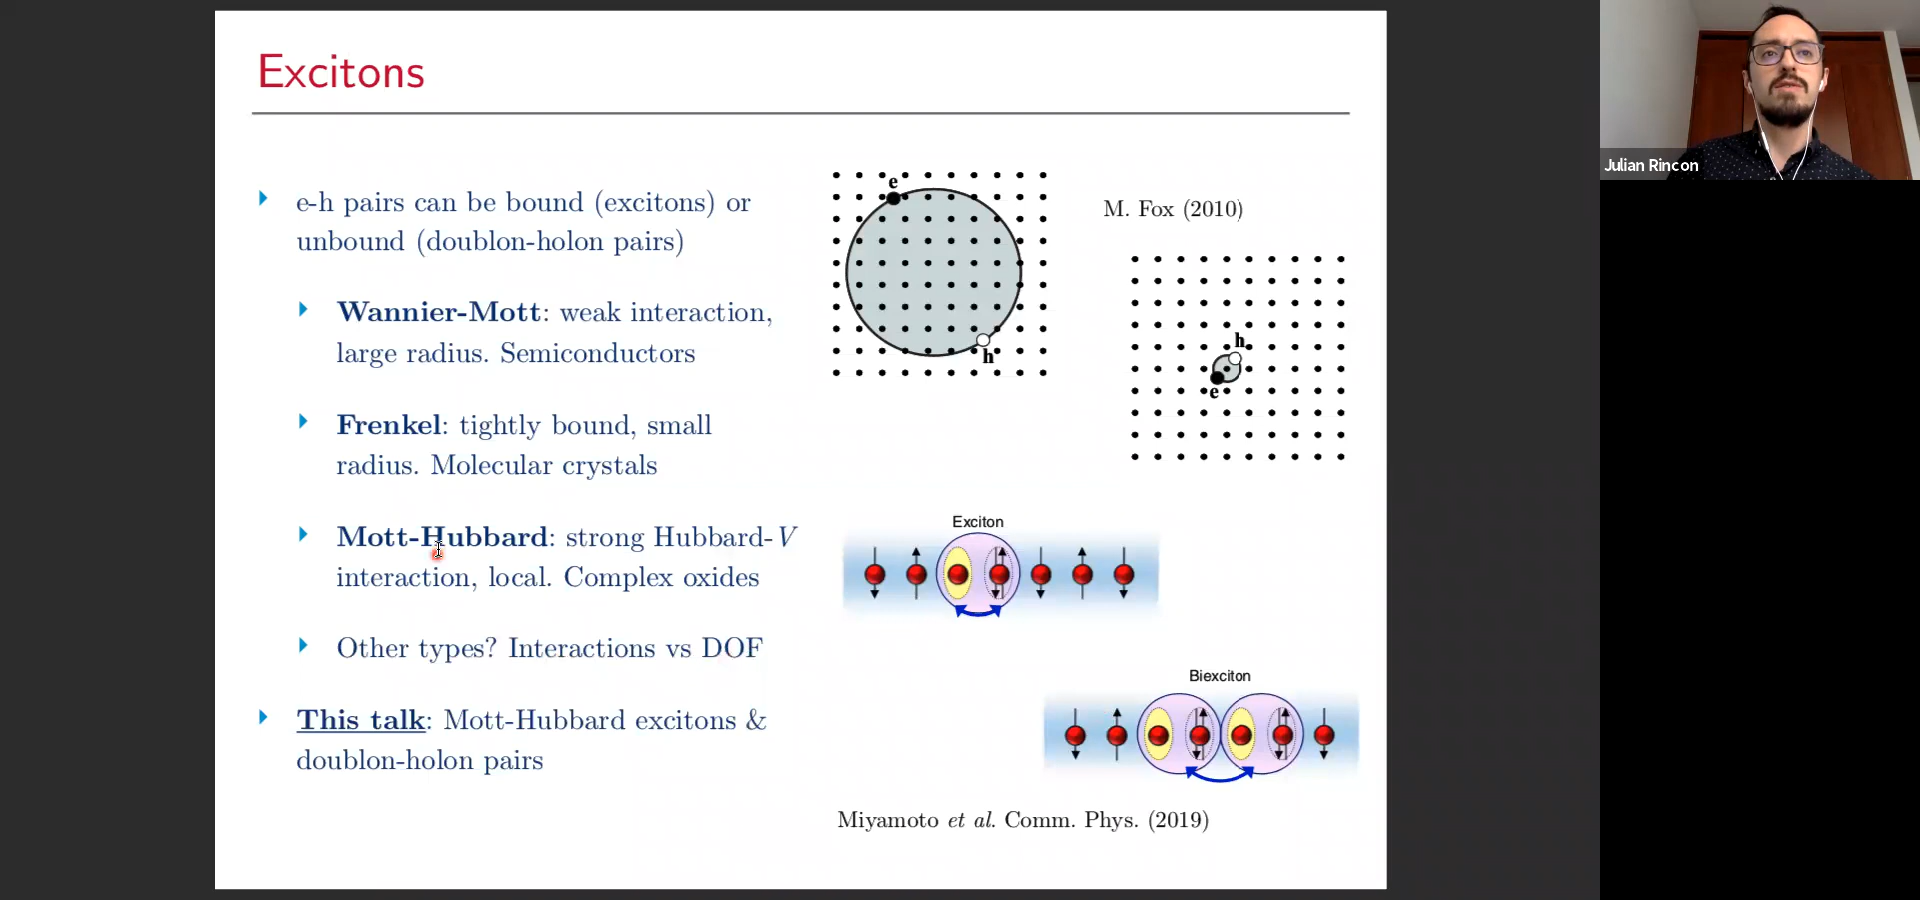 Excitons
e-h pairs can be bound (excitons) or
unbound (doublon-holon pairs)
Wannier-Mott: weak interaction,
large radius. Semiconductors
Frenkel: tightly bound, small
radius. Molecular crystals
Mott-Hubbard: strong Hubbard-V
interaction, local. Complex oxides
Other types? Interactions vs DOF
This talk: Mott-Hubbard excitons &
doublon-holon pairs
e
h
M. Fox (2010)
h
e
Exciton
Biexciton
Miyamoto et al. Comm. Phys. (2019)
Julian Rincon